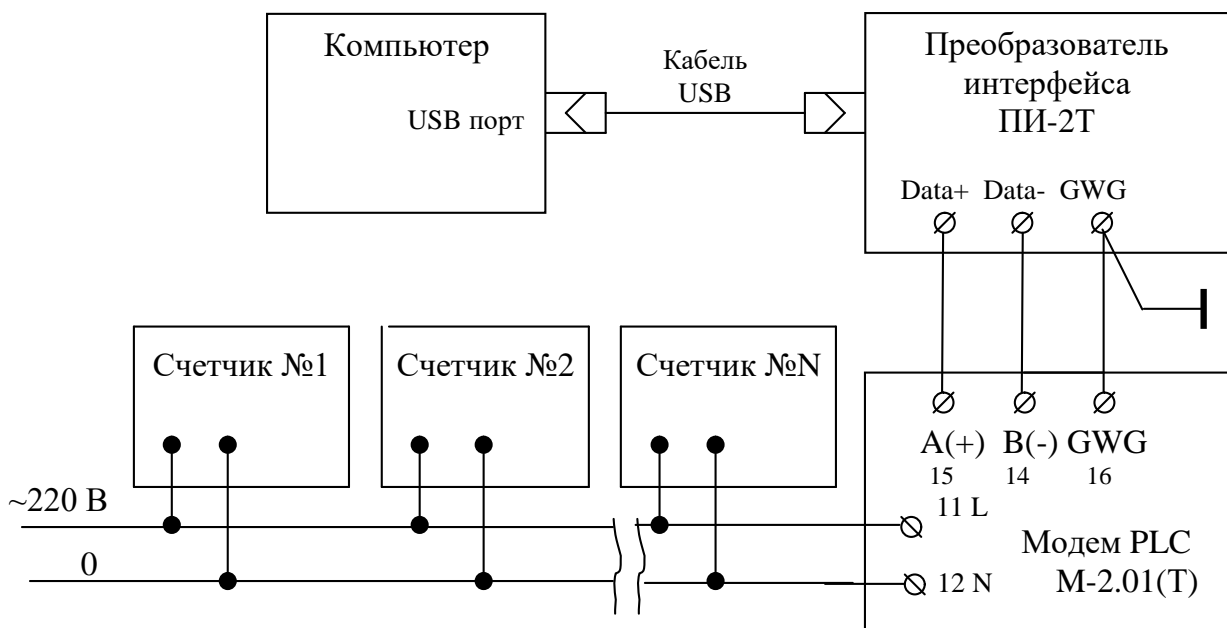 Компьютер
USB порт
Кабель
USB
Преобразователь
интерфейса
ПИ-2Т
Data+ Data- GWG
Счетчик №1
Счетчик №2
Счетчик №N
A(+) B(-) GWG
15 14 16
~220 В
0
11 L
12 N
Модем PLC
М-2.01(Т)